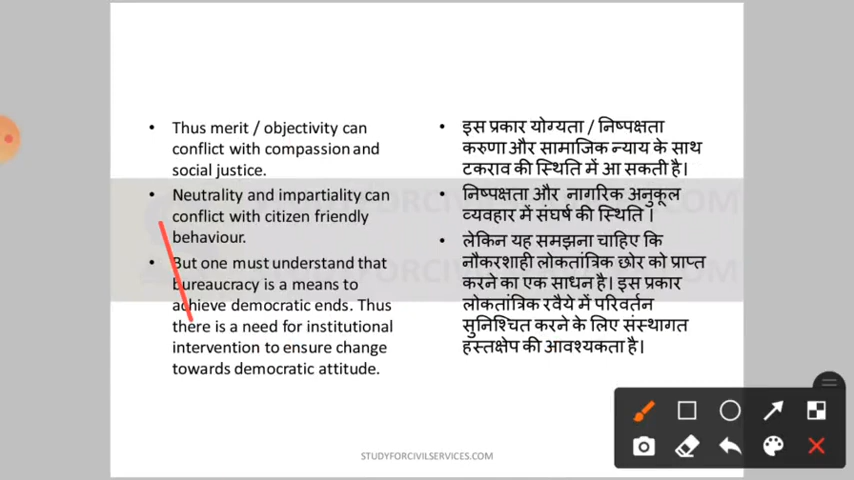 • Thus merit / objectivity can
conflict with compassion and
social justice.
• Neutrality and impartiality can
conflict with citizen friendly
behaviour.
• But one must understand that
bureaucracy is a means to
achieve democratic ends. Thus
there is a need for institutional
intervention to ensure change
towards democratic attitude.
• इस प्रकार योग्यता / निष्पक्षता
करुणा और सामाजिक न्याय के साथ
टकराव की स्थिति में आ सकती है।
• निष्पक्षता और नागरिक अनुकूल
व्यवहार में संघर्ष की स्थिति ।
• लेकिन यह समझना चाहिए कि
नौकरशाही लोकतांत्रिक छोर को प्राप्त
करने का एक साधन है। इस प्रकार
लोकतांत्रिक रवैये में परिवर्तन
सुनिश्चित करने के लिए संस्थागत
हस्तक्षेप की आवश्यकता है।
STUDYFORCIVILSERVICES.COM